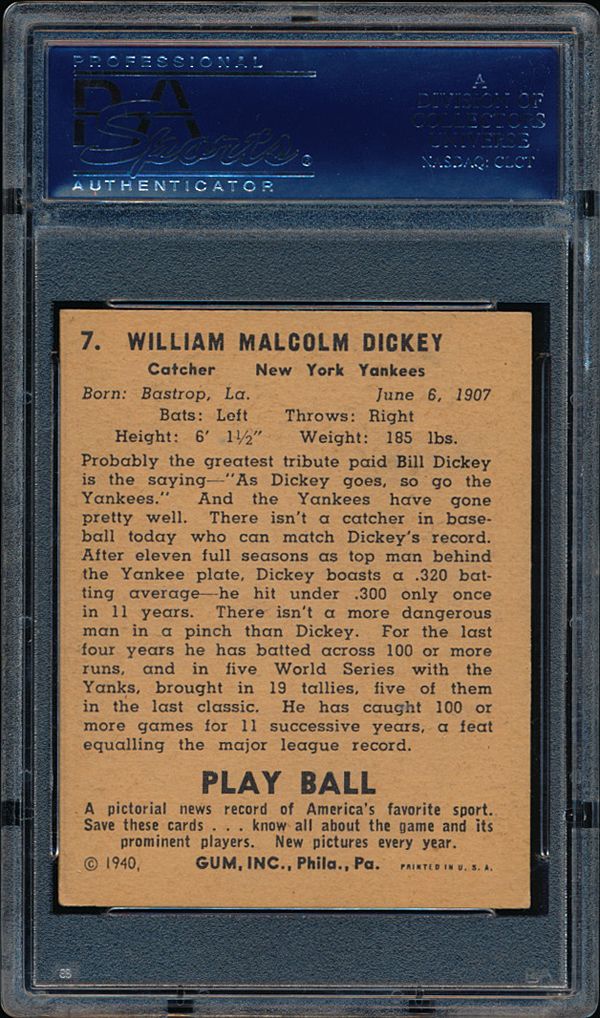 PROFESSIONAL
PSA
Sports
AUTHENTICATOR
A
DIVISION OF
COLLECTORS
UNIVERSE
NASDAQ: CLCT
7. WILLIAM MALCOLM DICKEY
Catcher New York Yankees
Born: Bastrop, La. June 6, 1907
Bats: Left Throws: Right
Height: 6' 1½" Weight: 185 lbs.
Probably the greatest tribute paid Bill Dickey
is the saying—"As Dickey goes, so go the
Yankees." And the Yankees have gone
pretty well. There isn't a catcher in base-
ball today who can match Dickey's record.
After eleven full seasons as top man behind
the Yankee plate, Dickey boasts a .320 bat-
ting average—he hit under .300 only once
in 11 years. There isn't a more dangerous
man in a pinch than Dickey. For the last
four years he has batted across 100 or more
runs, and in five World Series with the
Yanks, brought in 19 tallies, five of them
in the last classic. He has caught 100 or
more games for 11 successive years, a feat
equalling the major league record.
PLAY BALL
A pictorial news record of America's favorite sport.
Save these cards . . . know all about the game and its
prominent players. New pictures every year.
© 1940, GUM, INC., Phila., Pa. PRINTED IN U. S. A.